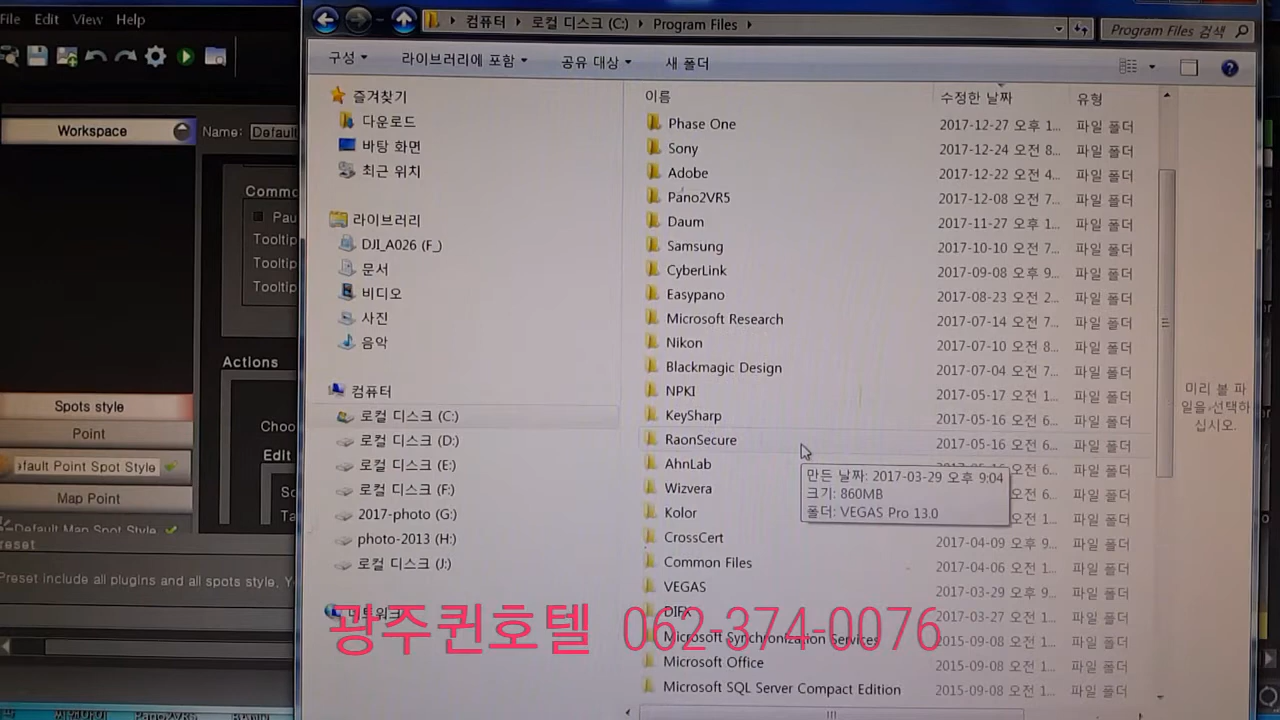 File Edit View Help
컴퓨터 ▸ 로컬 디스크 (C:) ▸ Program Files ▸
Program Files 검색
구성 라이브러리에 포함 공유 대상 새 폴더
Workspace
Name: Default
Commo
Pau
Tooltip
Tooltip
Tooltip
Actions
Choo
Edit
Sc
Ta
Spots style
Point
fault Point Spot Style
Map Point
Default Map Spot Style
reset
Preset include all plugins and all spots style, Y
즐겨찾기
다운로드
바탕 화면
최근 위치
라이브러리
DJI_A026 (F_)
문서
비디오
사진
음악
컴퓨터
로컬 디스크 (C:)
로컬 디스크 (D:)
로컬 디스크 (E:)
로컬 디스크 (F:)
2017-photo (G:)
photo-2013 (H:)
로컬 디스크 (J:)
네트워크
이름 수정한 날짜 유형
Phase One 2017-12-27 오후 1... 파일 폴더
Sony 2017-12-24 오전 8... 파일 폴더
Adobe 2017-12-22 오전 4... 파일 폴더
Pano2VR5 2017-12-08 오전 7... 파일 폴더
Daum 2017-11-27 오후 1... 파일 폴더
Samsung 2017-10-10 오전 7... 파일 폴더
CyberLink 2017-09-08 오후 9... 파일 폴더
Easypano 2017-08-23 오전 2... 파일 폴더
Microsoft Research 2017-07-14 오전 7... 파일 폴더
Nikon 2017-07-10 오전 8... 파일 폴더
Blackmagic Design 2017-07-04 오전 7... 파일 폴더
NPKI 2017-05-17 오전 1... 파일 폴더
KeySharp 2017-05-16 오전 6... 파일 폴더
RaonSecure 2017-05-16 오전 6... 파일 폴더
AhnLab 오전 6... 파일 폴더
Wizvera 오전 6... 파일 폴더
Kolor 오전 1... 파일 폴더
CrossCert 2017-04-09 오후 9... 파일 폴더
Common Files 2017-04-06 오전 1... 파일 폴더
VEGAS 2017-03-29 오후 9... 파일 폴더
DIFX 2017-03-27 오전 1... 파일 폴더
Microsoft Synchronization Services 2015-09-08 오전 1... 파일 폴더
Microsoft Office 2015-09-08 오전 1... 파일 폴더
Microsoft SQL Server Compact Edition 2015-09-08 오전 1... 파일 폴더
만든 날짜: 2017-03-29 오후 9:04
크기: 860MB
폴더: VEGAS Pro 13.0
미리 볼 파
일을 선택하
십시오.
광주퀸호텔 062-374-0076